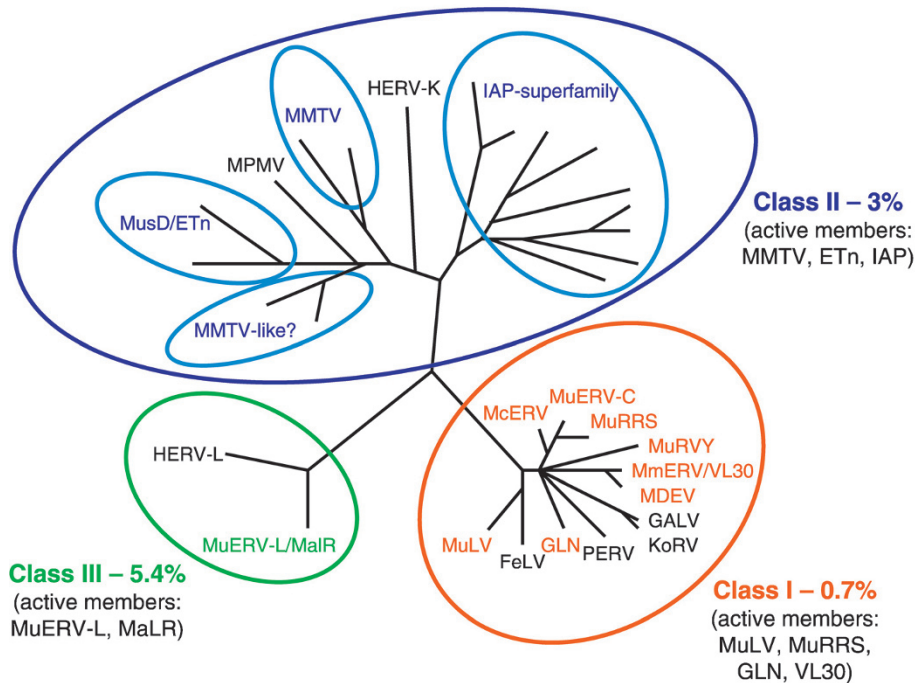 HERV-K
IAP-superfamily
MMTV
MPMV
MusD/ETn
MMTV-like?
Class II – 3%
(active members:
MMTV, ETn, IAP)
MuERV-C
McERV
MuRRS
MuRVY
MmERV/VL30
MDEV
GALV
KoRV
PERV
GLN
FeLV
MuLV
HERV-L
MuERV-L/MalR
Class III – 5.4%
(active members:
MuERV-L, MaLR)
Class I – 0.7%
(active members:
MuLV, MuRRS,
GLN, VL30)